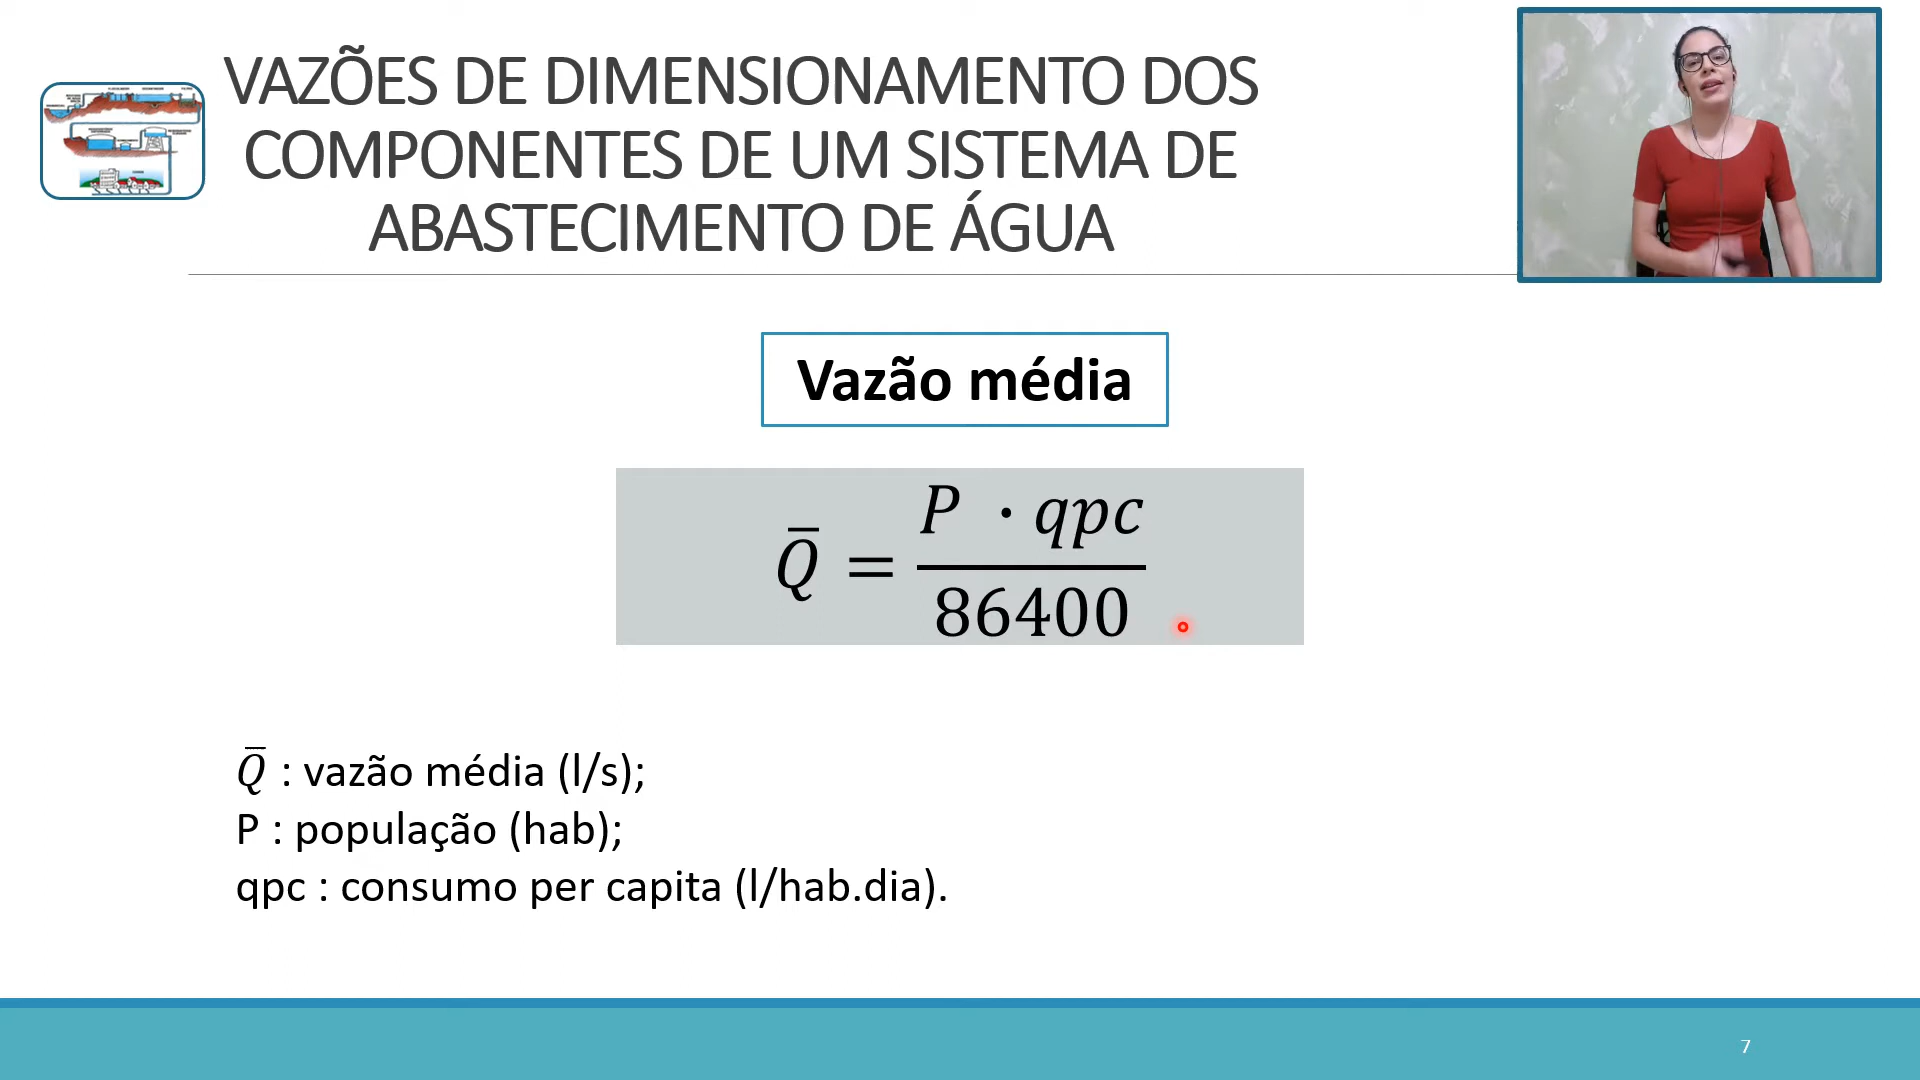 VAZÕES DE DIMENSIONAMENTO DOS
COMPONENTES DE UM SISTEMA DE
ABASTECIMENTO DE ÁGUA
Vazão média
Q̅ = P · qpc / 86400
Q̅ : vazão média (l/s);
P : população (hab);
qpc : consumo per capita (l/hab.dia).
7